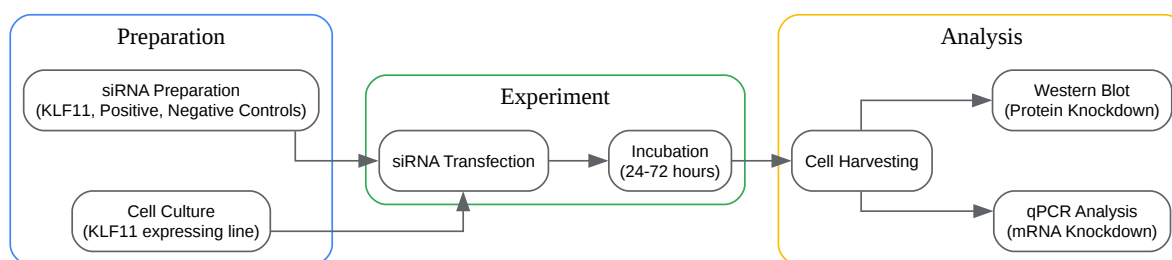 Preparation
siRNA Preparation
(KLF11, Positive, Negative Controls)
Cell Culture
(KLF11 expressing line)
Experiment
siRNA Transfection
Incubation
(24-72 hours)
Analysis
Cell Harvesting
Western Blot
(Protein Knockdown)
qPCR Analysis
(mRNA Knockdown)